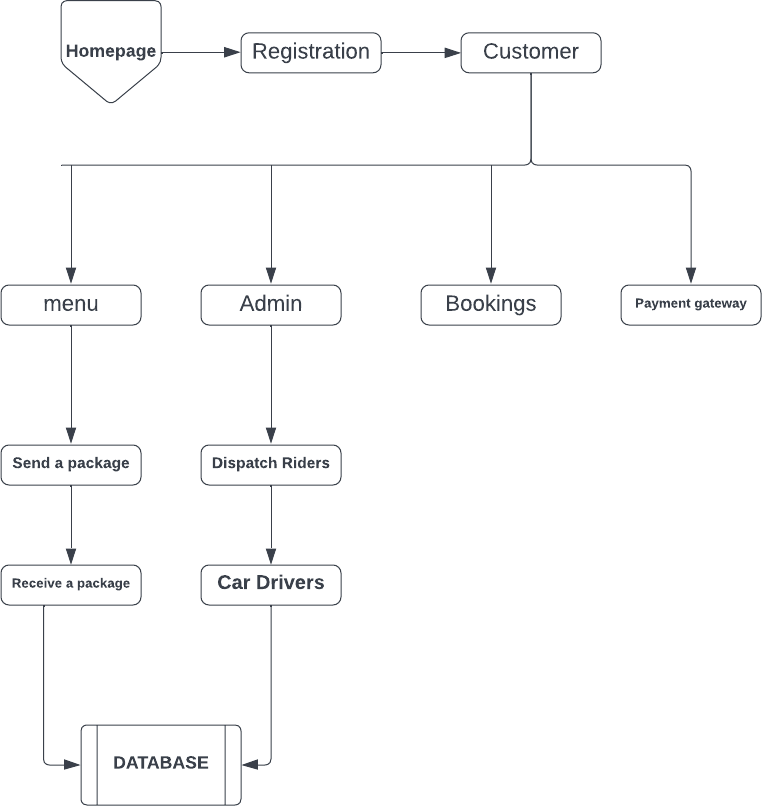 Homepage
Registration
Customer
menu
Admin
Bookings
Payment gateway
Send a package
Dispatch Riders
Receive a package
Car Drivers
DATABASE